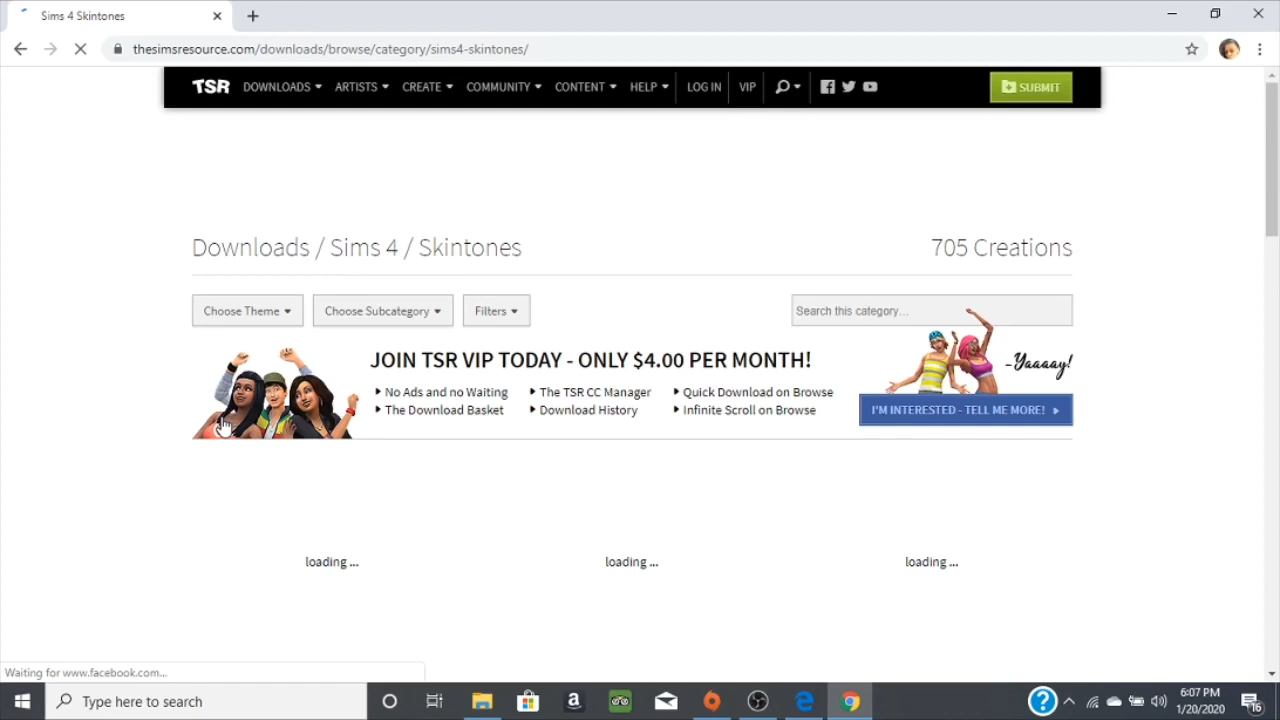 Sims 4 Skintones
thesimsresource.com/downloads/browse/category/sims4-skintones/
TSR DOWNLOADS ARTISTS CREATE COMMUNITY CONTENT HELP LOG IN VIP SUBMIT
Downloads / Sims 4 / Skintones 705 Creations
Choose Theme Choose Subcategory Filters Search this category...
JOIN TSR VIP TODAY - ONLY $4.00 PER MONTH! -Yaaaay!
No Ads and no Waiting The TSR CC Manager Quick Download on Browse
The Download Basket Download History Infinite Scroll on Browse I'M INTERESTED - TELL ME MORE!
loading ... loading ... loading ...
Waiting for www.facebook.com...
Type here to search 6:07 PM
1/20/2020 16